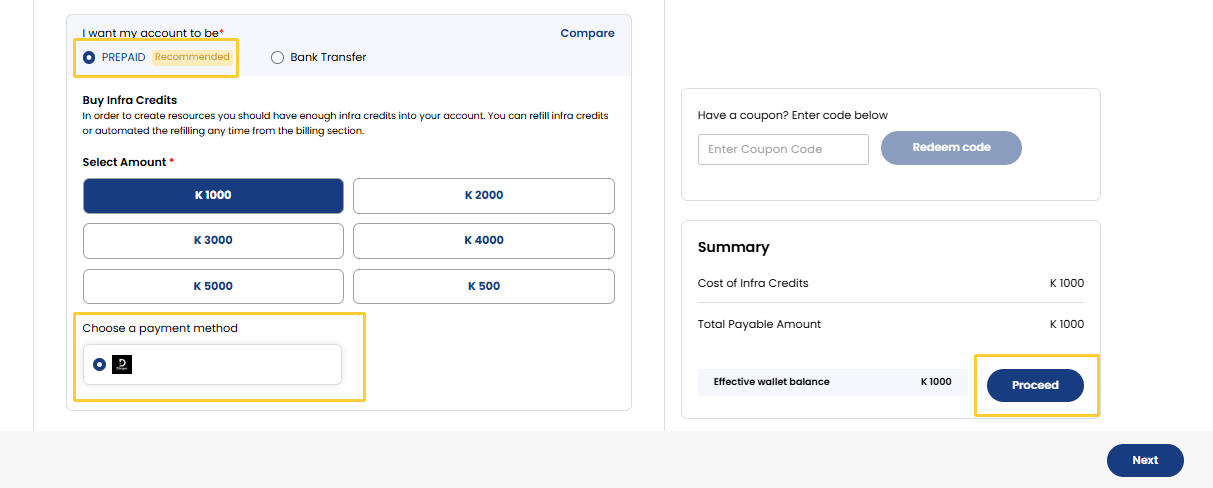 I want my account to be*
Compare
PREPAID Recommended
Bank Transfer
Buy Infra Credits
In order to create resources you should have enough infra credits into your account. You can refill infra credits
or automated the refilling any time from the billing section.
Select Amount *
K 1000
K 2000
K 3000
K 4000
K 5000
K 500
Choose a payment method
Have a coupon? Enter code below
Enter Coupon Code
Redeem code
Summary
Cost of Infra Credits K 1000
Total Payable Amount K 1000
Effective wallet balance K 1000
Proceed
Next